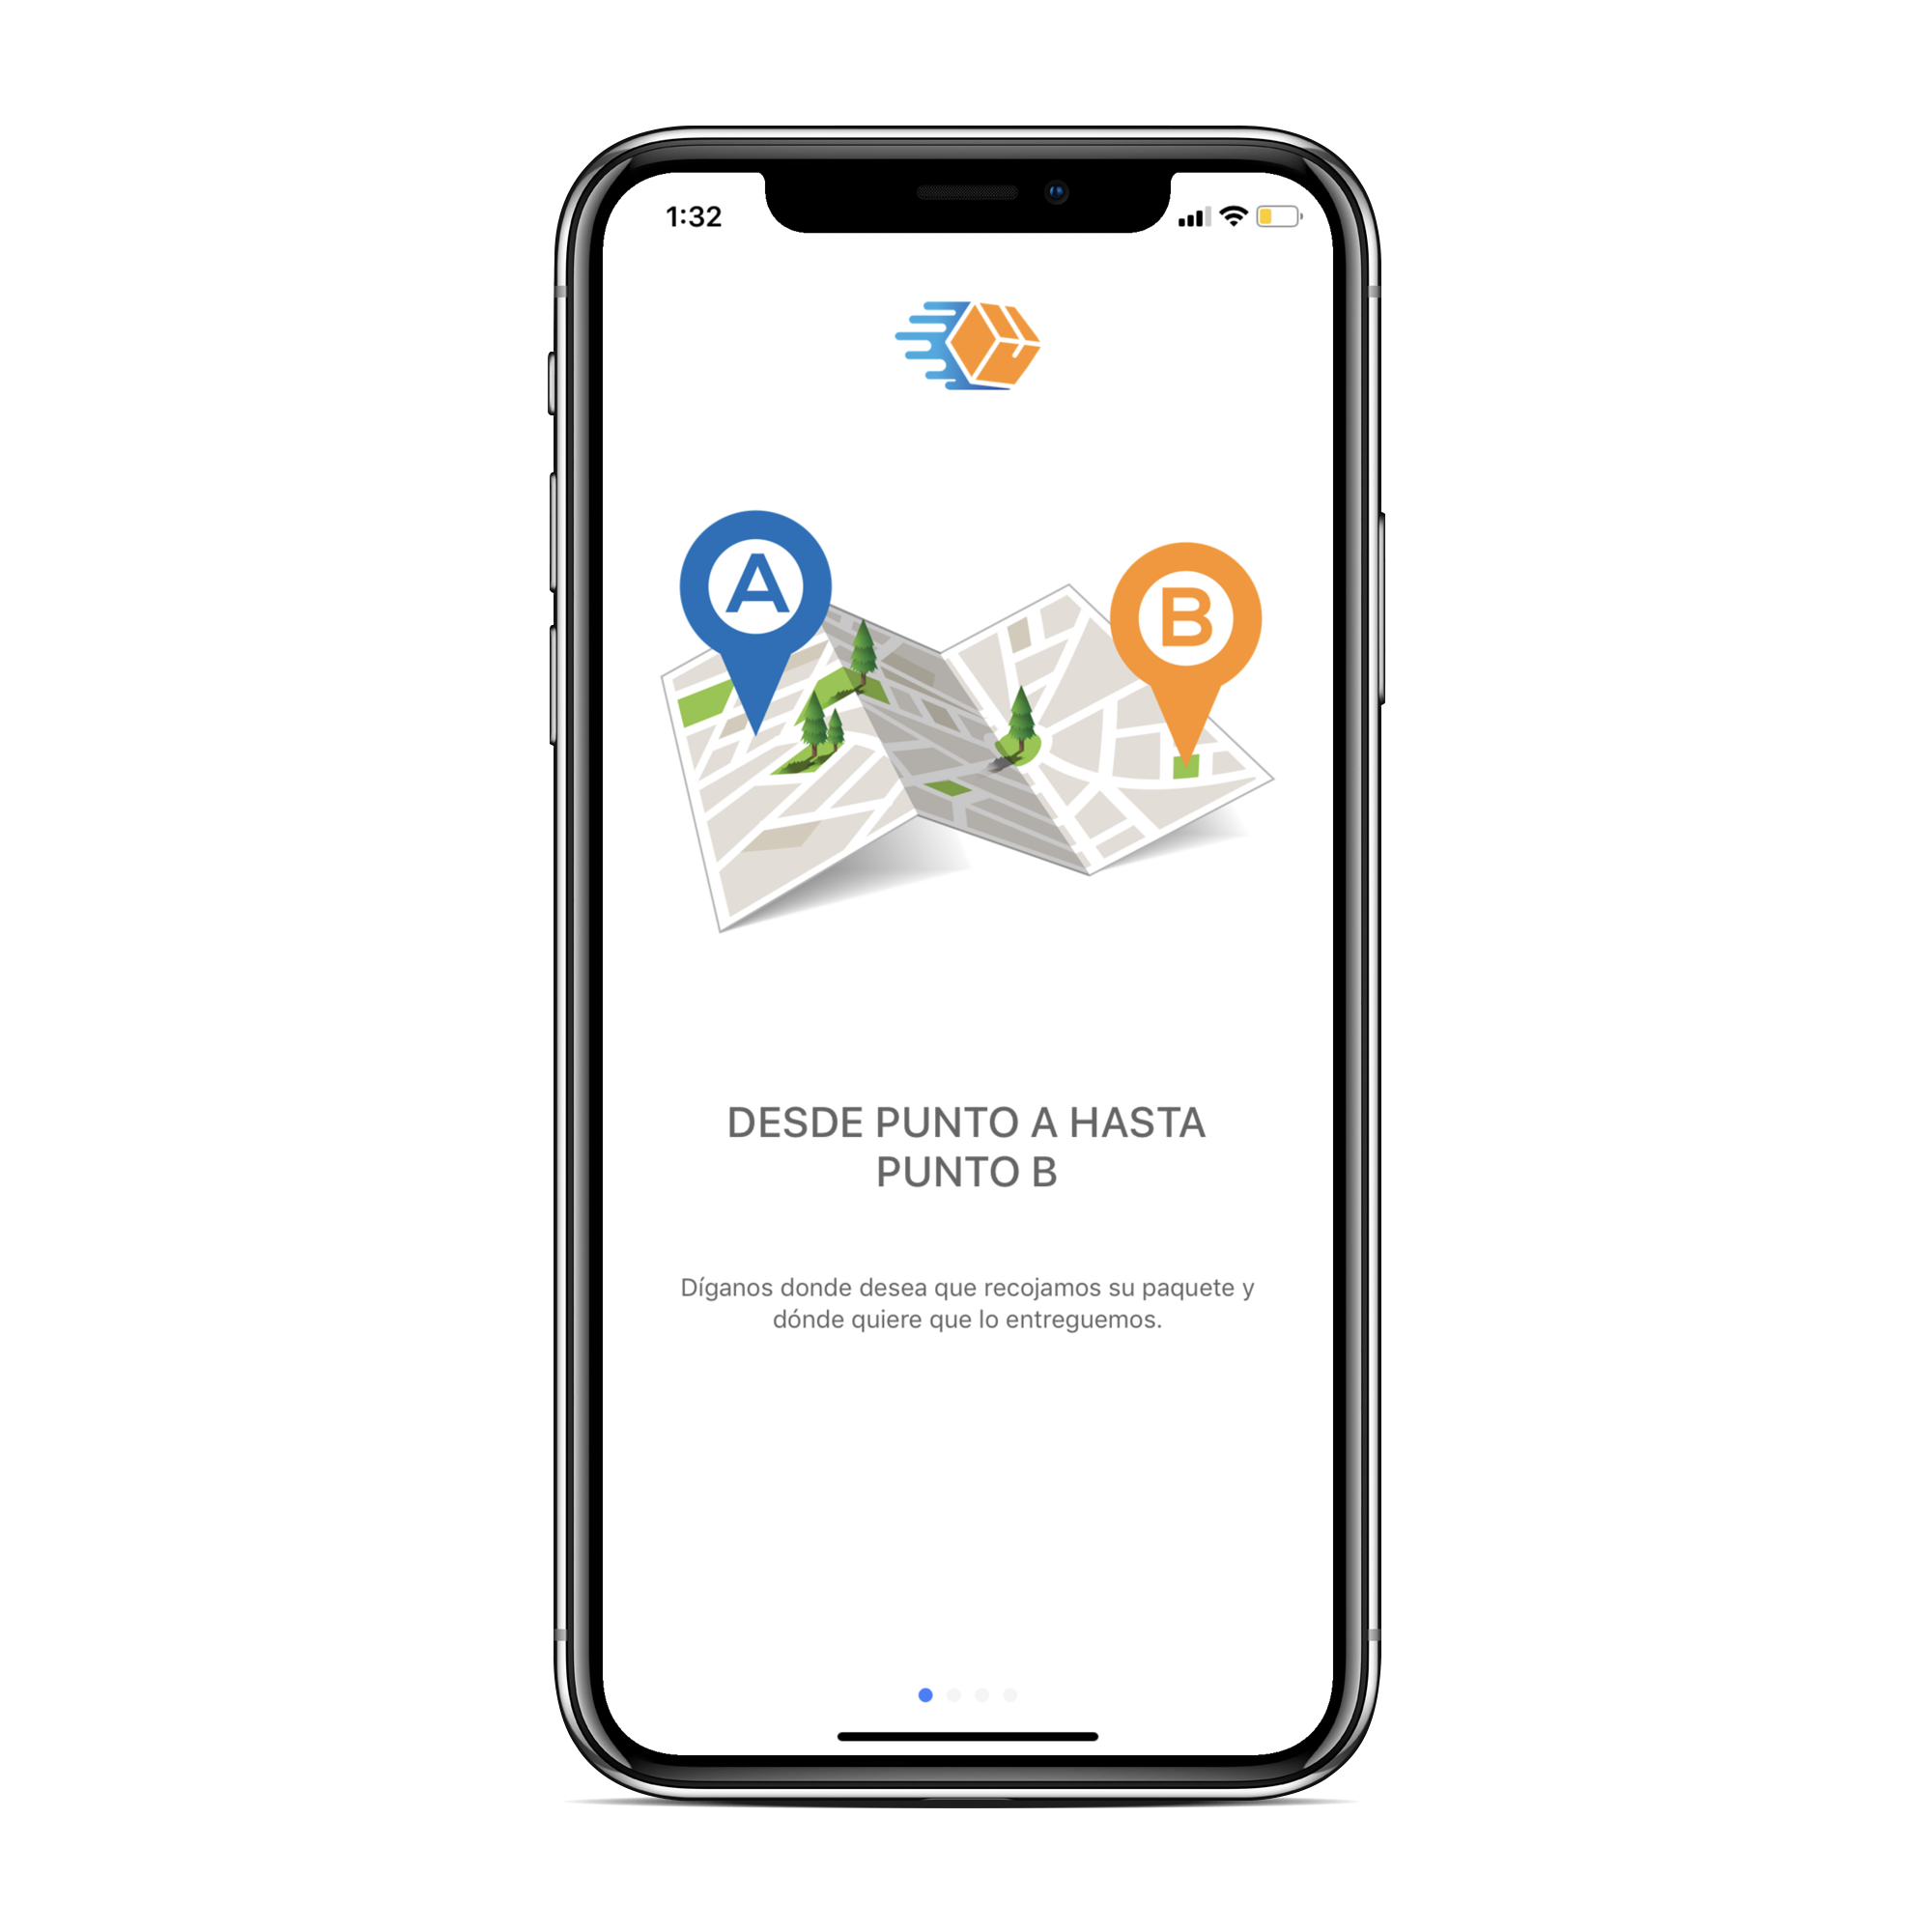 1:32
A
B
DESDE PUNTO A HASTA
PUNTO B
Díganos donde desea que recojamos su paquete y
dónde quiere que lo entreguemos.